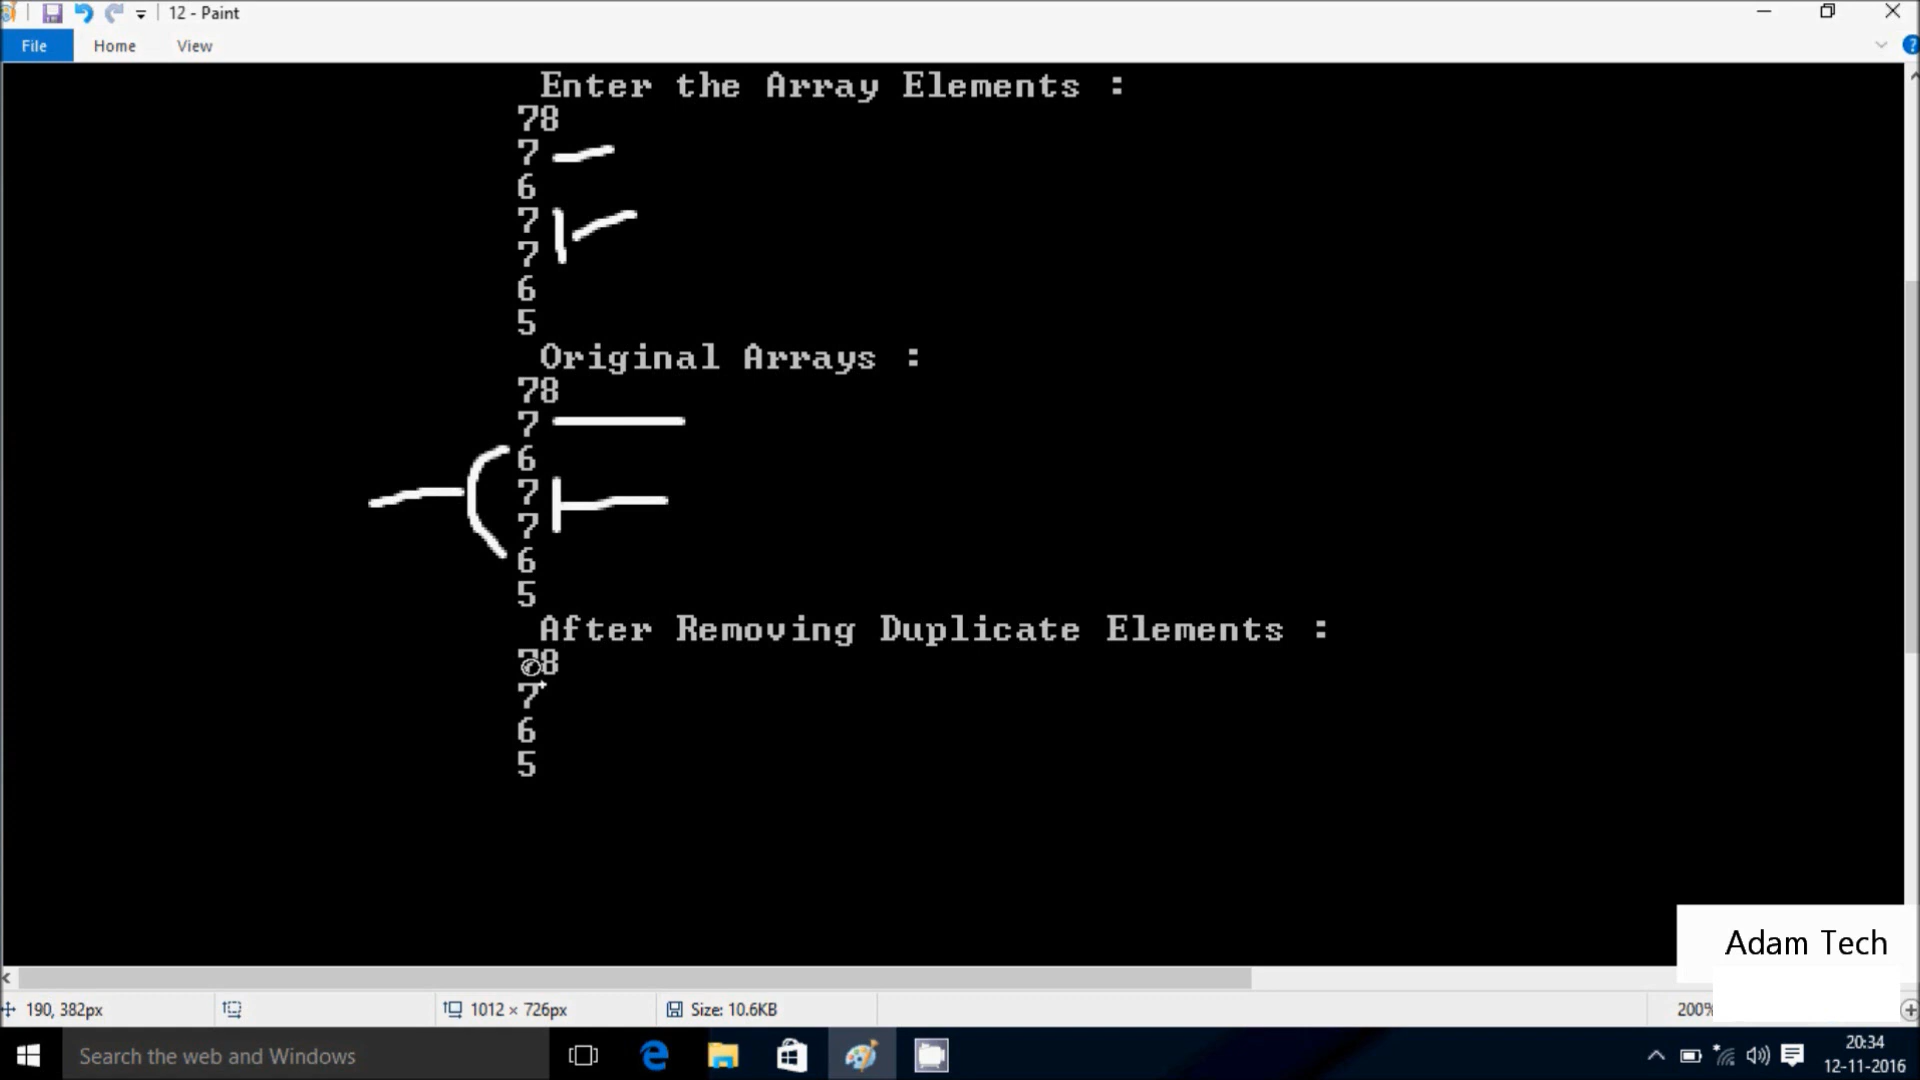 12 - Paint
File Home View
Enter the Array Elements :
78
7
6
7
7
6
5
Original Arrays :
78
7
6
7
7
6
5
After Removing Duplicate Elements :
78
7
6
5
Adam Tech
190, 382px 1012 × 726px Size: 10.6KB 200%
Search the web and Windows
20:34
12-11-2016